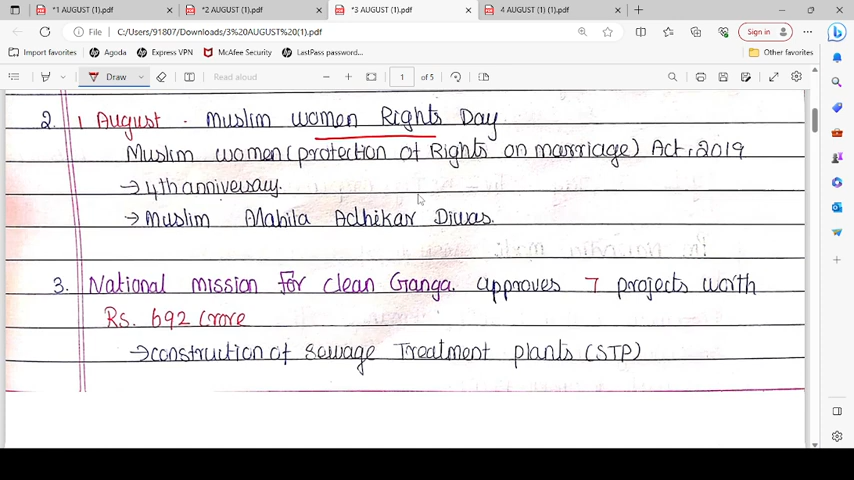 *1 AUGUST (1).pdf
*2 AUGUST (1).pdf
*3 AUGUST (1).pdf
4 AUGUST (1) (1).pdf
File
C:/Users/91807/Downloads/3%20AUGUST%20(1).pdf
Sign in
Import favorites
Agoda
Express VPN
McAfee Security
LastPass password...
Other favorites
Draw
Read aloud
1
of 5
2. 1 August - Muslim women Rights Day
Muslim women (protection of Rights on marriage) Act, 2019
→ 4th anniversary.
→ Muslim Mahila Adhikar Diwas.
3. National mission for clean Ganga. approves 7 projects worth
Rs. 692 crore
→ construction of sewage Treatment plants (STP)